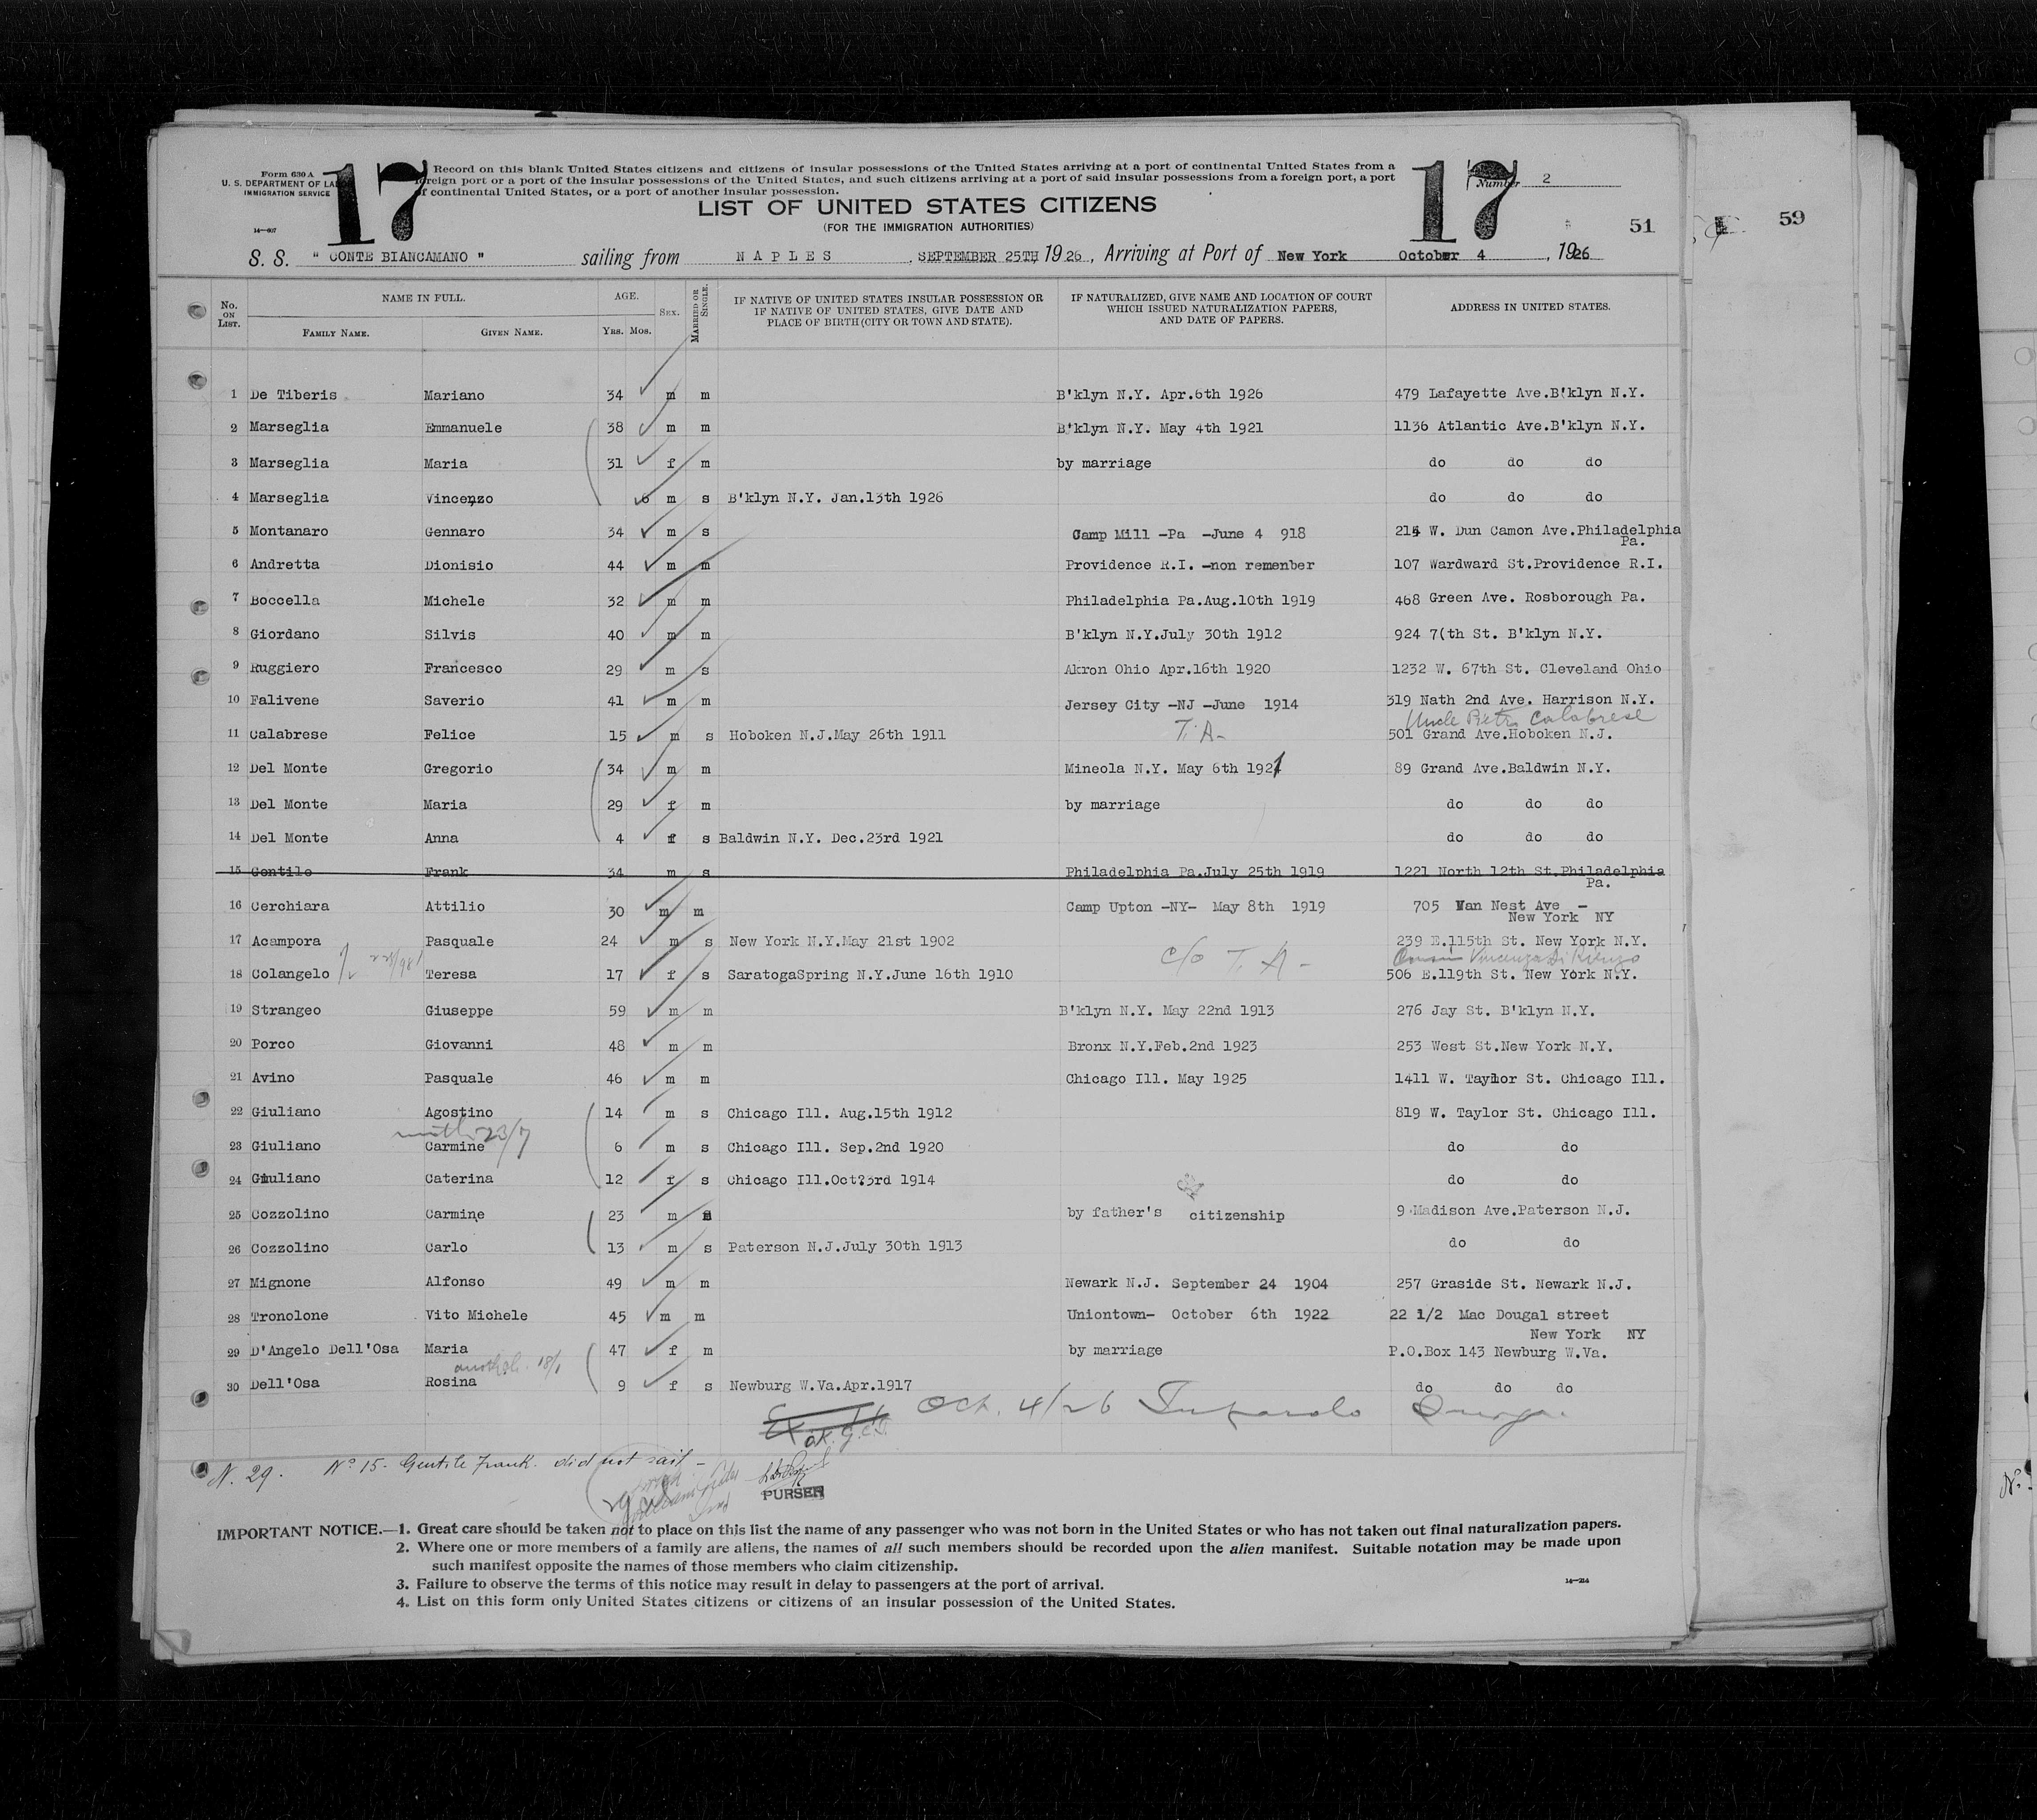 Form 630 A
U. S. DEPARTMENT OF LABOR
IMMIGRATION SERVICE
14—607
17
Record on this blank United States citizens and citizens of insular possessions of the United States arriving at a port of continental United States from a
foreign port or a port of the insular possessions of the United States, and such citizens arriving at a port of said insular possessions from a foreign port, a port
of continental United States, or a port of another insular possession.
17
Number 2
LIST OF UNITED STATES CITIZENS
(FOR THE IMMIGRATION AUTHORITIES)
51
59
S. S. " CONTE BIANCAMANO " sailing from NAPLES , SEPTEMBER 25TH, 1926 , Arriving at Port of New York October 4 , 1926
No. ON LIST. NAME IN FULL. FAMILY NAME. GIVEN NAME. AGE. Yrs. Mos. SEX. MARRIED OR SINGLE. IF NATIVE OF UNITED STATES INSULAR POSSESSION OR IF NATIVE OF UNITED STATES, GIVE DATE AND PLACE OF BIRTH (CITY OR TOWN AND STATE). IF NATURALIZED, GIVE NAME AND LOCATION OF COURT WHICH ISSUED NATURALIZATION PAPERS, AND DATE OF PAPERS. ADDRESS IN UNITED STATES.
1 De Tiberis Mariano 34 m m B'klyn N.Y. Apr.6th 1926 479 Lafayette Ave.B'klyn N.Y.
2 Marseglia Emmanuele 38 m m B'klyn N.Y. May 4th 1921 1136 Atlantic Ave.B'klyn N.Y.
3 Marseglia Maria 31 f m by marriage do do do
4 Marseglia Vincenzo 6 m s B'klyn N.Y. Jan.13th 1926 do do do
5 Montanaro Gennaro 34 m s Camp Mill -Pa -June 4 918 214 W. Dun Camon Ave.Philadelphia
Pa.
6 Andretta Dionisio 44 m m Providence R.I. -non remenber 107 Wardward St.Providence R.I.
7 Boccella Michele 32 m m Philadelphia Pa.Aug.10th 1919 468 Green Ave. Rosborough Pa.
8 Giordano Silvis 40 m m B'klyn N.Y.July 30th 1912 924 7(th St. B'klyn N.Y.
9 Ruggiero Francesco 29 m s Akron Ohio Apr.16th 1920 1232 W. 67th St. Cleveland Ohio
10 Falivene Saverio 41 m m Jersey City -NJ -June 1914 319 Nath 2nd Ave. Harrison N.Y.
Uncle Pietro Calabrese
11 Calabrese Felice 15 m s Hoboken N.J.May 26th 1911 T. A- 501 Grand Ave.Hoboken N.J.
12 Del Monte Gregorio 34 m m Mineola N.Y. May 6th 1921 89 Grand Ave.Baldwin N.Y.
13 Del Monte Maria 29 f m by marriage do do do
14 Del Monte Anna 4 f s Baldwin N.Y. Dec.23rd 1921 do do do
15 Gentile Frank 34 m s Philadelphia Pa.July 25th 1919 1221 North 12th St.Philadelphia
Pa.
16 Cerchiara Attilio 30 m m Camp Upton -NY- May 8th 1919 705 Van Nest Ave -
New York NY
17 Acampora Pasquale 24 m s New York N.Y.May 21st 1902 239 E.115th St. New York N.Y.
c/o T. A - Cousin Vincenza Di Rienzo
18 Colangelo Teresa 17 f s SaratogaSpring N.Y.June 16th 1910 506 E.119th St. New York N.Y.
19 Strangeo Giuseppe 59 m m B'klyn N.Y. May 22nd 1913 276 Jay St. B'klyn N.Y.
20 Porco Giovanni 48 m m Bronx N.Y.Feb.2nd 1923 253 West St.New York N.Y.
21 Avino Pasquale 46 m m Chicago Ill. May 1925 1411 W. Taylor St. Chicago Ill.
22 Giuliano Agostino 14 m s Chicago Ill. Aug.15th 1912 819 W. Taylor St. Chicago Ill.
23/7
23 Giuliano Carmine 6 m s Chicago Ill. Sep.2nd 1920 do do
24 Giuliano Caterina 12 f s Chicago Ill.Oct?3rd 1914 do do
25 Cozzolino Carmine 23 m s by father's citizenship 9 Madison Ave.Paterson N.J.
26 Cozzolino Carlo 13 m s Paterson N.J.July 30th 1913 do do
27 Mignone Alfonso 49 m m Newark N.J. September 24 1904 257 Graside St. Newark N.J.
28 Tronolone Vito Michele 45 m m Uniontown- October 6th 1922 22 1/2 Mac Dougal street
New York NY
29 D'Angelo Dell'Osa Maria 47 f m by marriage P.O.Box 143 Newburg W.Va.
18/1
30 Dell'Osa Rosina 9 f s Newburg W.Va.Apr.1917 do do do
Oct. 4/26
N. 29. No 15. Gentile Frank. did not sail -
PURSER
IMPORTANT NOTICE.—1. Great care should be taken not to place on this list the name of any passenger who was not born in the United States or who has not taken out final naturalization papers.
2. Where one or more members of a family are aliens, the names of all such members should be recorded upon the alien manifest. Suitable notation may be made upon
such manifest opposite the names of those members who claim citizenship.
3. Failure to observe the terms of this notice may result in delay to passengers at the port of arrival.
14—214
4. List on this form only United States citizens or citizens of an insular possession of the United States.